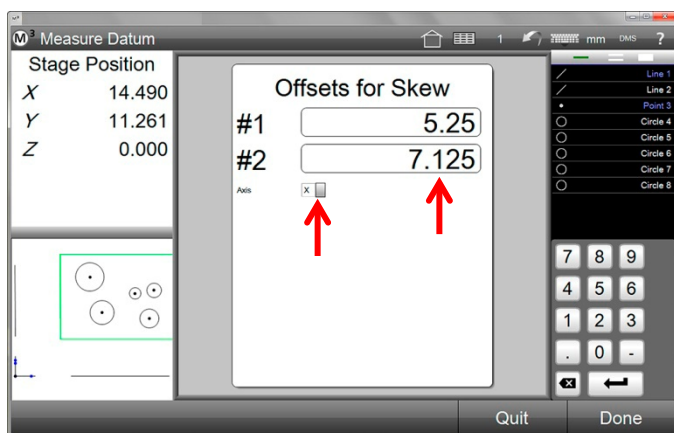 M³ Measure Datum
1
mm
DMS
?
Stage Position
X 14.490
Y 11.261
Z 0.000
Offsets for Skew
#1 5.25
#2 7.125
Axis X
Line 1
Line 2
Point 3
Circle 4
Circle 5
Circle 6
Circle 7
Circle 8
7 8 9
4 5 6
1 2 3
. 0 -
Quit
Done